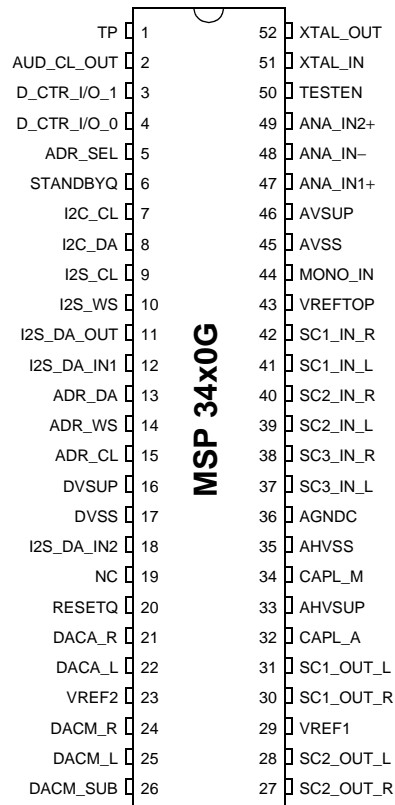 TP 1 52 XTAL_OUT
AUD_CL_OUT 2 51 XTAL_IN
D_CTR_I/O_1 3 50 TESTEN
D_CTR_I/O_0 4 49 ANA_IN2+
ADR_SEL 5 48 ANA_IN−
STANDBYQ 6 47 ANA_IN1+
I2C_CL 7 46 AVSUP
I2C_DA 8 45 AVSS
I2S_CL 9 44 MONO_IN
I2S_WS 10 43 VREFTOP
I2S_DA_OUT 11 42 SC1_IN_R
I2S_DA_IN1 12 41 SC1_IN_L
ADR_DA 13 40 SC2_IN_R
ADR_WS 14 39 SC2_IN_L
ADR_CL 15 38 SC3_IN_R
DVSUP 16 37 SC3_IN_L
DVSS 17 36 AGNDC
I2S_DA_IN2 18 35 AHVSS
NC 19 34 CAPL_M
RESETQ 20 33 AHVSUP
DACA_R 21 32 CAPL_A
DACA_L 22 31 SC1_OUT_L
VREF2 23 30 SC1_OUT_R
DACM_R 24 29 VREF1
DACM_L 25 28 SC2_OUT_L
DACM_SUB 26 27 SC2_OUT_R
MSP 34x0G